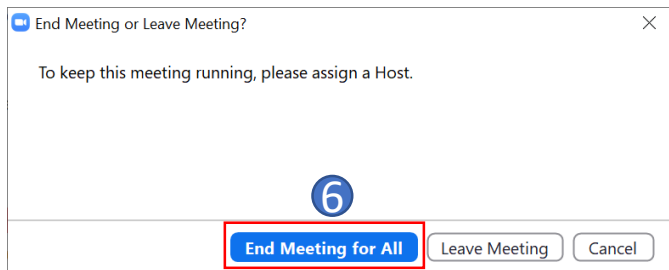 End Meeting or Leave Meeting?
To keep this meeting running, please assign a Host.
6
End Meeting for All Leave Meeting Cancel